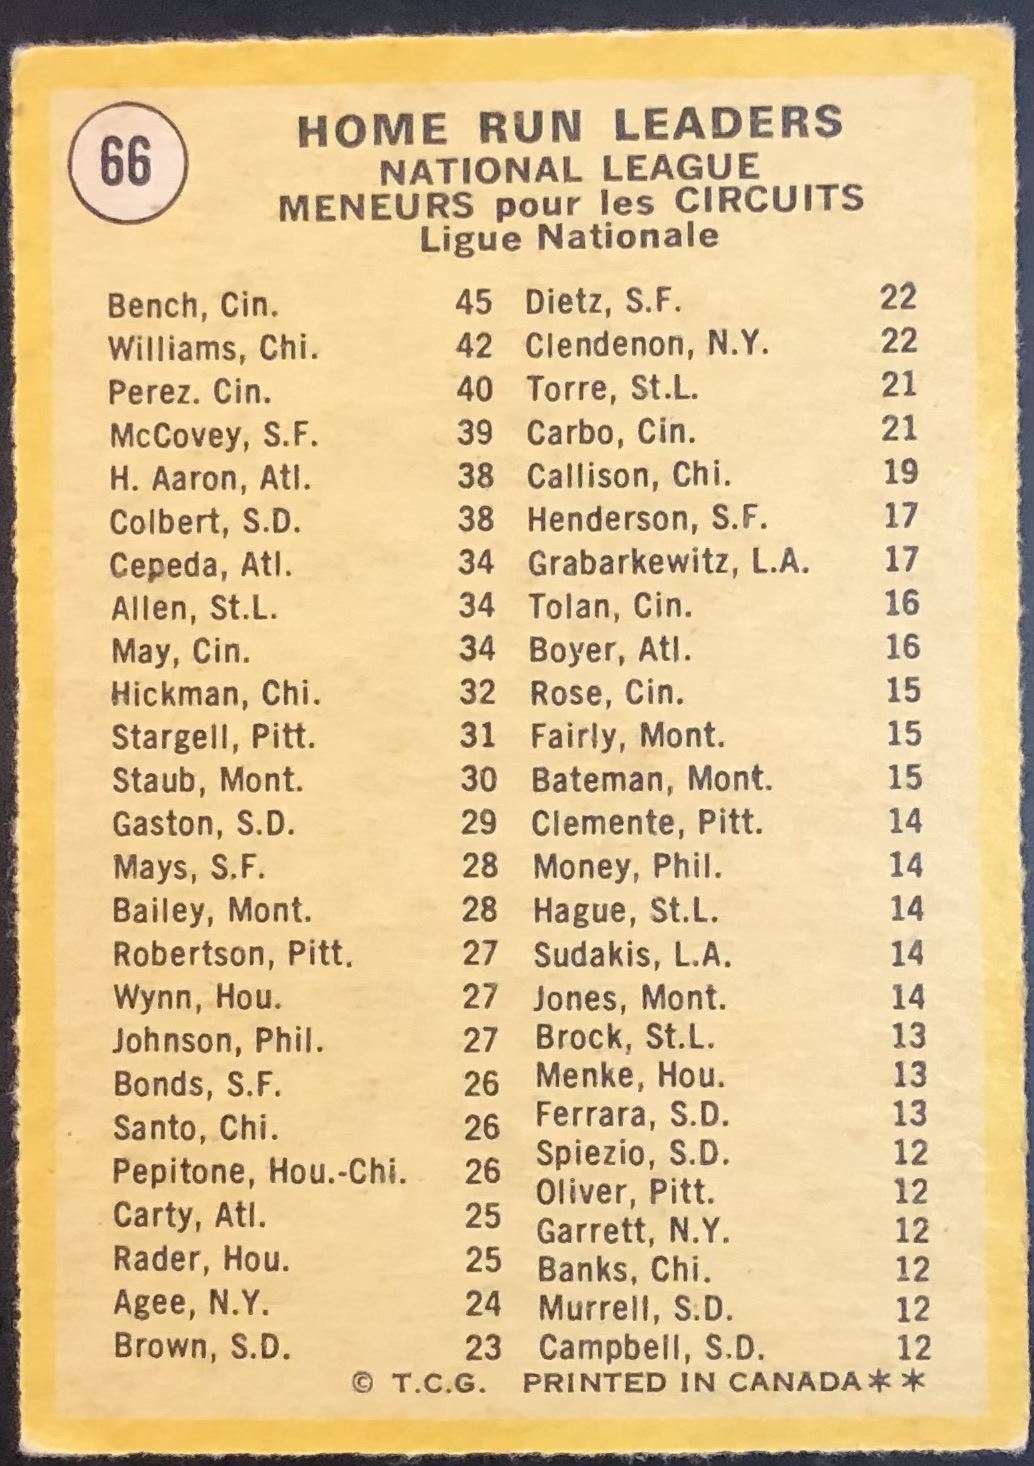 66
HOME RUN LEADERS
NATIONAL LEAGUE
MENEURS pour les CIRCUITS
Ligue Nationale
Bench, Cin. 45
Williams, Chi. 42
Perez. Cin. 40
McCovey, S.F. 39
H. Aaron, Atl. 38
Colbert, S.D. 38
Cepeda, Atl. 34
Allen, St.L. 34
May, Cin. 34
Hickman, Chi. 32
Stargell, Pitt. 31
Staub, Mont. 30
Gaston, S.D. 29
Mays, S.F. 28
Bailey, Mont. 28
Robertson, Pitt. 27
Wynn, Hou. 27
Johnson, Phil. 27
Bonds, S.F. 26
Santo, Chi. 26
Pepitone, Hou.-Chi. 26
Carty, Atl. 25
Rader, Hou. 25
Agee, N.Y. 24
Brown, S.D. 23
Dietz, S.F. 22
Clendenon, N.Y. 22
Torre, St.L. 21
Carbo, Cin. 21
Callison, Chi. 19
Henderson, S.F. 17
Grabarkewitz, L.A. 17
Tolan, Cin. 16
Boyer, Atl. 16
Rose, Cin. 15
Fairly, Mont. 15
Bateman, Mont. 15
Clemente, Pitt. 14
Money, Phil. 14
Hague, St.L. 14
Sudakis, L.A. 14
Jones, Mont. 14
Brock, St.L. 13
Menke, Hou. 13
Ferrara, S.D. 13
Spiezio, S.D. 12
Oliver, Pitt. 12
Garrett, N.Y. 12
Banks, Chi. 12
Murrell, S.D. 12
Campbell, S.D. 12
© T.C.G. PRINTED IN CANADA**